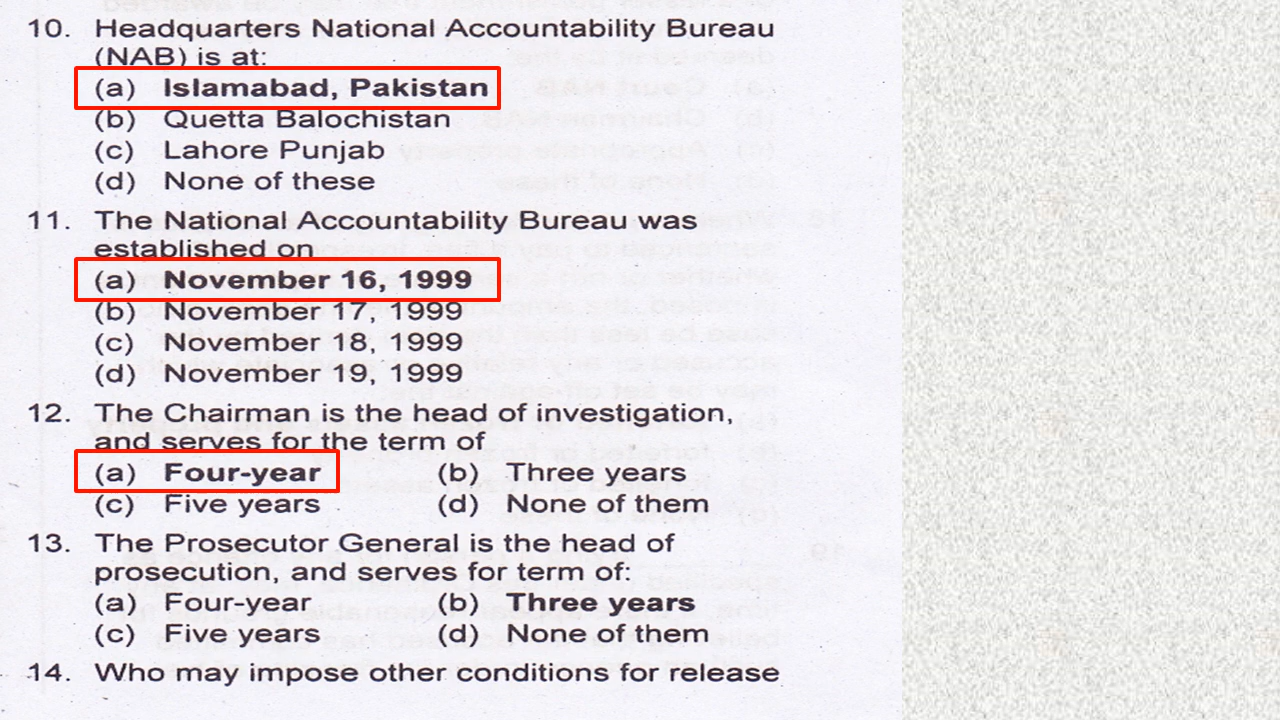 10. Headquarters National Accountability Bureau
(NAB) is at:
(a) Islamabad, Pakistan
(b) Quetta Balochistan
(c) Lahore Punjab
(d) None of these
11. The National Accountability Bureau was
established on
(a) November 16, 1999
(b) November 17, 1999
(c) November 18, 1999
(d) November 19, 1999
12. The Chairman is the head of investigation,
and serves for the term of
(a) Four-year (b) Three years
(c) Five years (d) None of them
13. The Prosecutor General is the head of
prosecution, and serves for term of:
(a) Four-year (b) Three years
(c) Five years (d) None of them
14. Who may impose other conditions for release